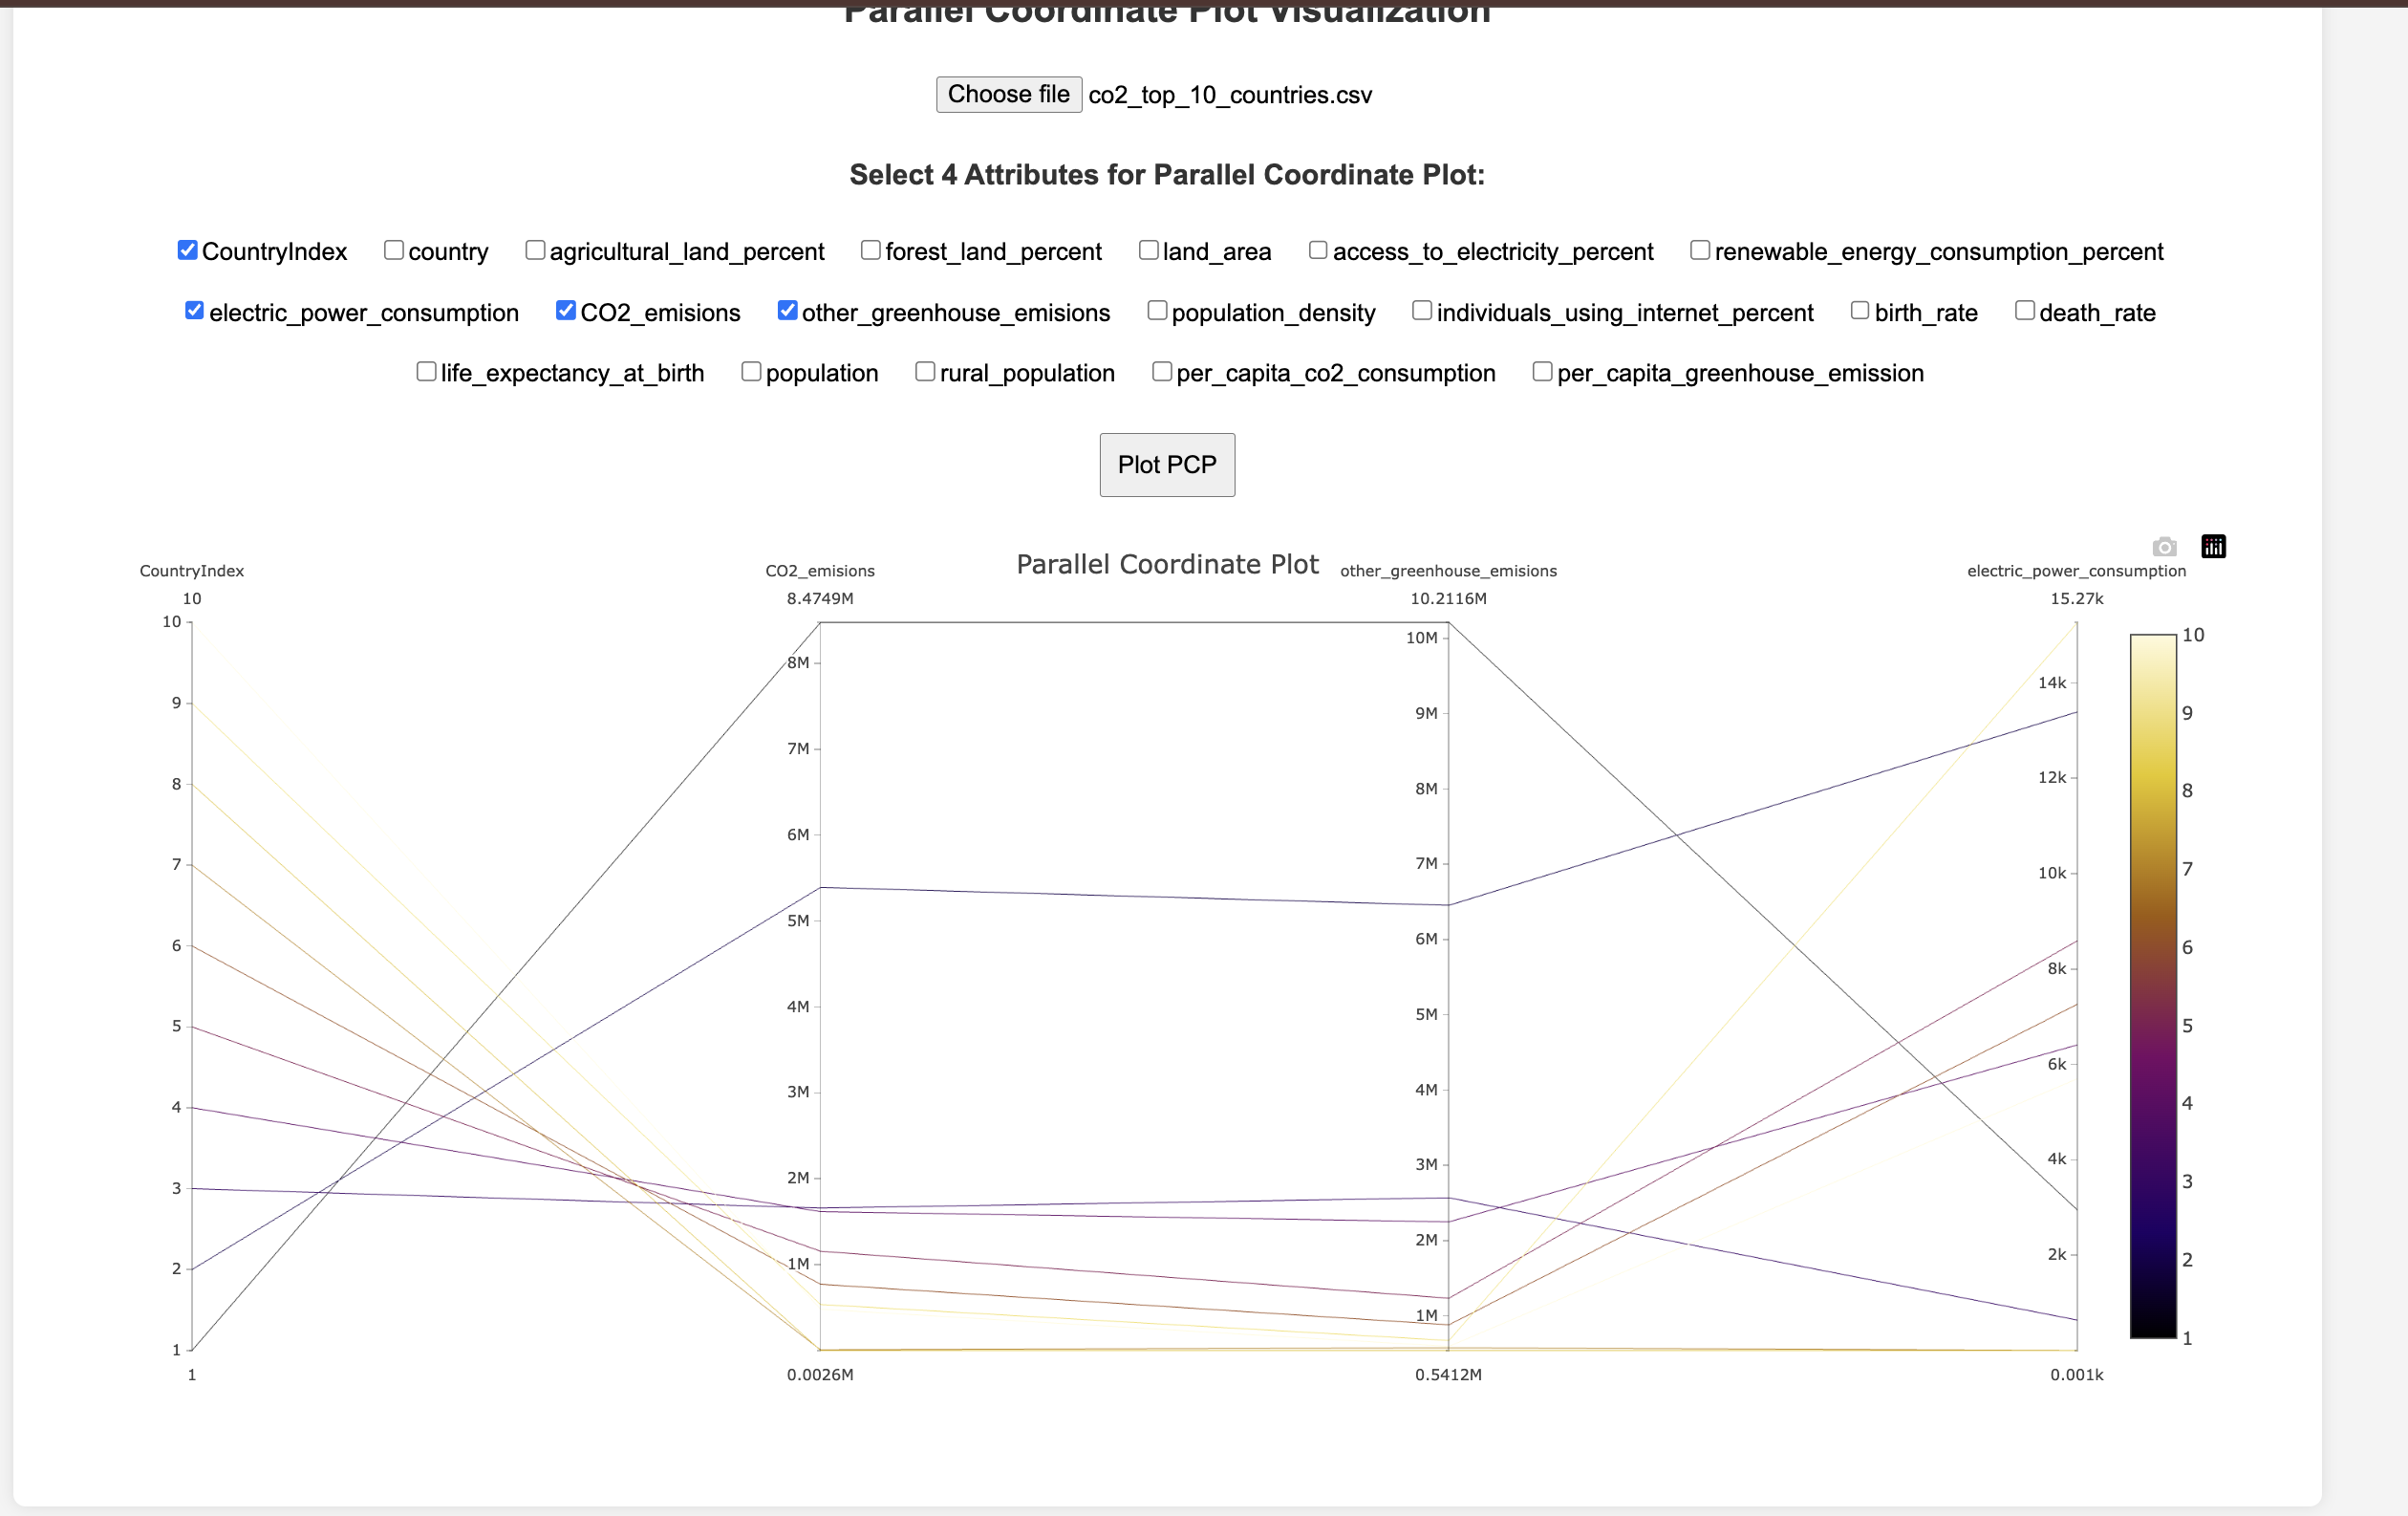 Parallel Coordinate Plot Visualization
Choose file co2_top_10_countries.csv
Select 4 Attributes for Parallel Coordinate Plot:
CountryIndex country agricultural_land_percent forest_land_percent land_area access_to_electricity_percent renewable_energy_consumption_percent
electric_power_consumption CO2_emisions other_greenhouse_emisions population_density individuals_using_internet_percent birth_rate death_rate
life_expectancy_at_birth population rural_population per_capita_co2_consumption per_capita_greenhouse_emission
Plot PCP
Parallel Coordinate Plot
CountryIndex
10
10
9
8
7
6
5
4
3
2
1
1
CO2_emisions
8.4749M
8M
7M
6M
5M
4M
3M
2M
1M
0.0026M
other_greenhouse_emisions
10.2116M
10M
9M
8M
7M
6M
5M
4M
3M
2M
1M
0.5412M
electric_power_consumption
15.27k
14k
12k
10k
8k
6k
4k
2k
0.001k
10
9
8
7
6
5
4
3
2
1